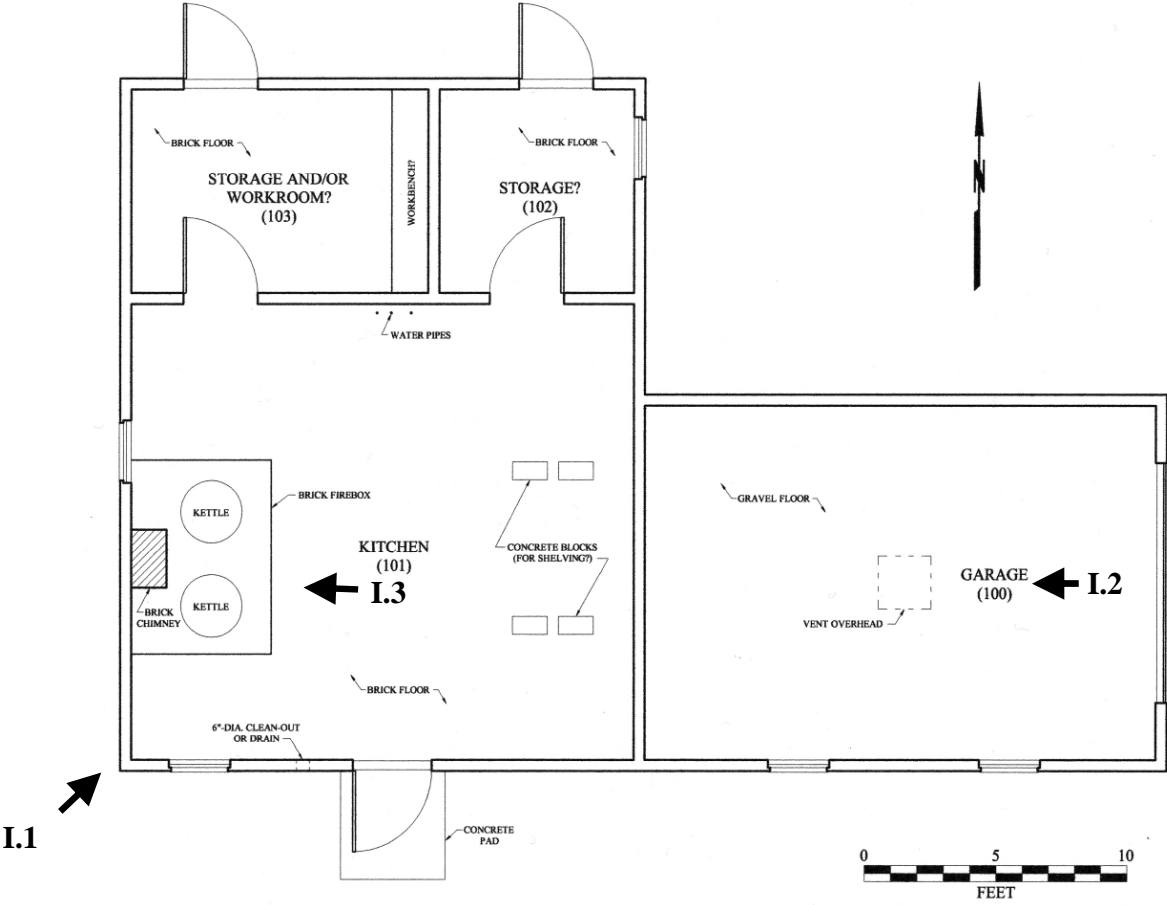 BRICK FLOOR
STORAGE AND/OR
WORKROOM?
(103)
WORKBENCH?
BRICK FLOOR
STORAGE?
(102)
N
WATER PIPES
BRICK FIREBOX
KETTLE
KETTLE
BRICK
CHIMNEY
KITCHEN
(101)
I.3
CONCRETE BLOCKS
(FOR SHELVING?)
GRAVEL FLOOR
GARAGE
(100)
I.2
VENT OVERHEAD
BRICK FLOOR
6"-DIA. CLEAN-OUT
OR DRAIN
I.1
CONCRETE
PAD
0 5 10
FEET